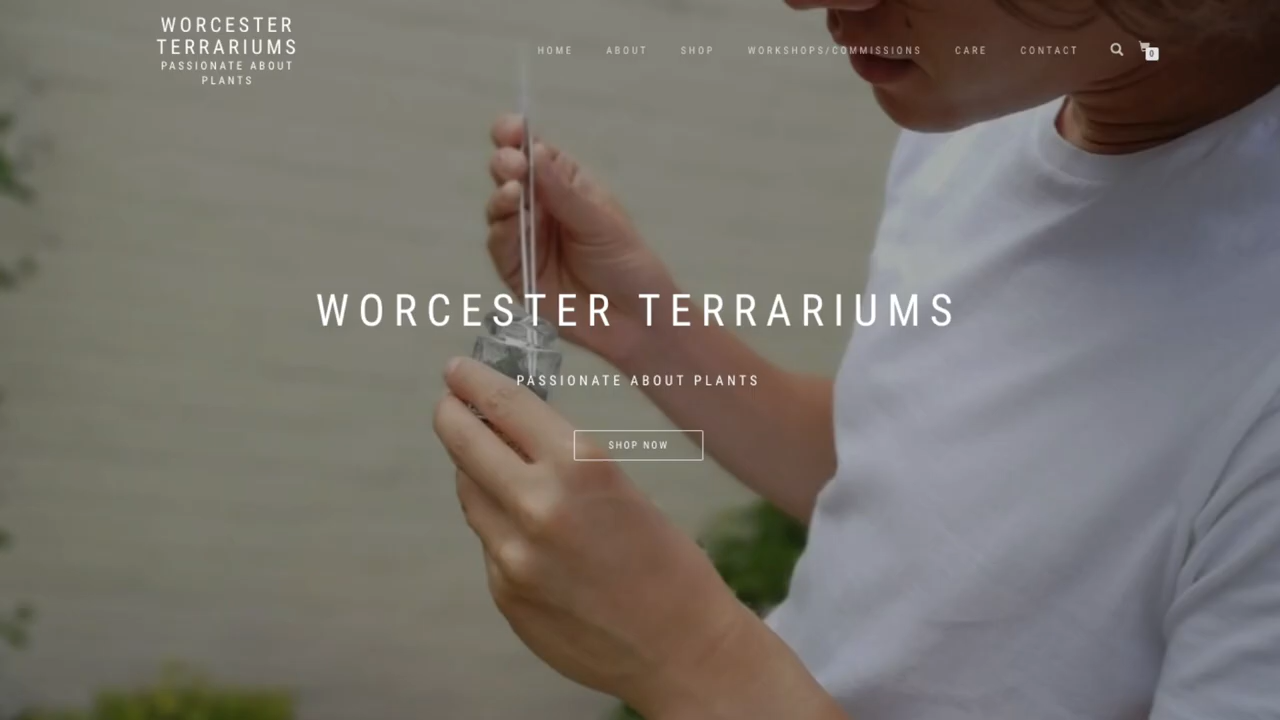 WORCESTER
TERRARIUMS
PASSIONATE ABOUT
PLANTS
HOME ABOUT SHOP WORKSHOPS/COMMISSIONS CARE CONTACT
0
WORCESTER TERRARIUMS
PASSIONATE ABOUT PLANTS
SHOP NOW